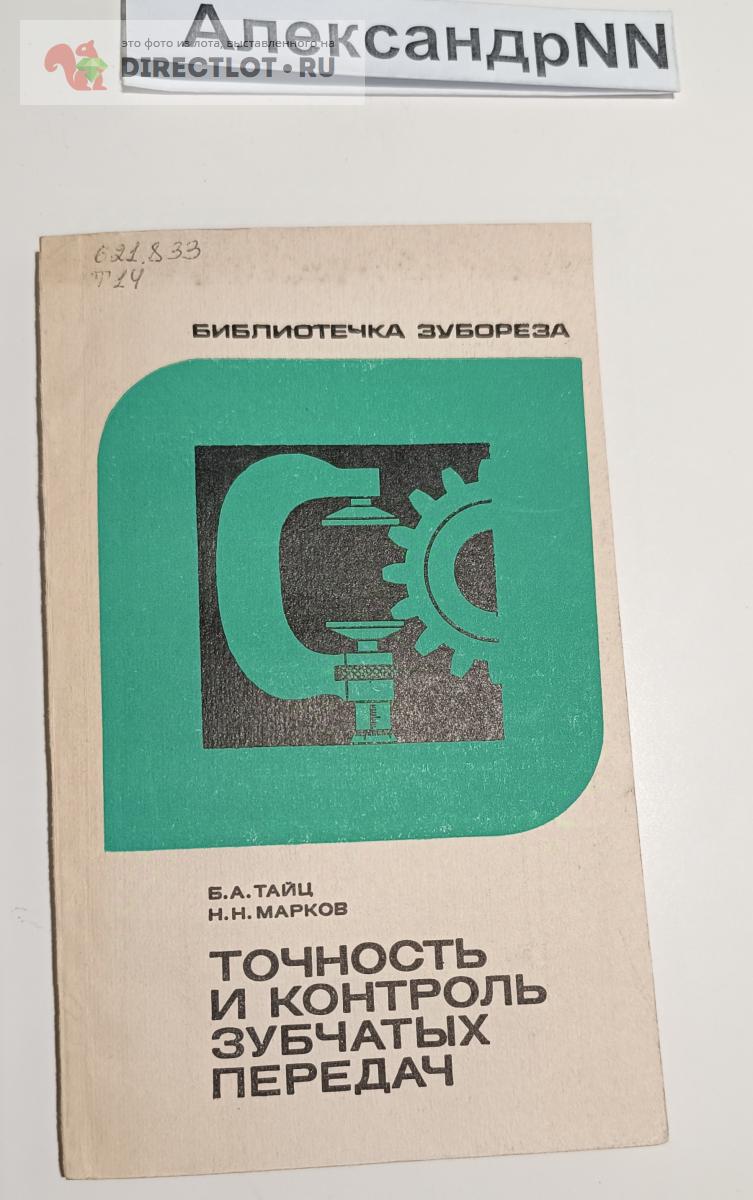 АлександрNN
это фото из лота, выставленного на
DIRECTLOT • RU
621.833
Т14
БИБЛИОТЕЧКА ЗУБОРЕЗА
Б.А.ТАЙЦ
Н.Н.МАРКОВ
ТОЧНОСТЬ
И КОНТРОЛЬ
ЗУБЧАТЫХ
ПЕРЕДАЧ